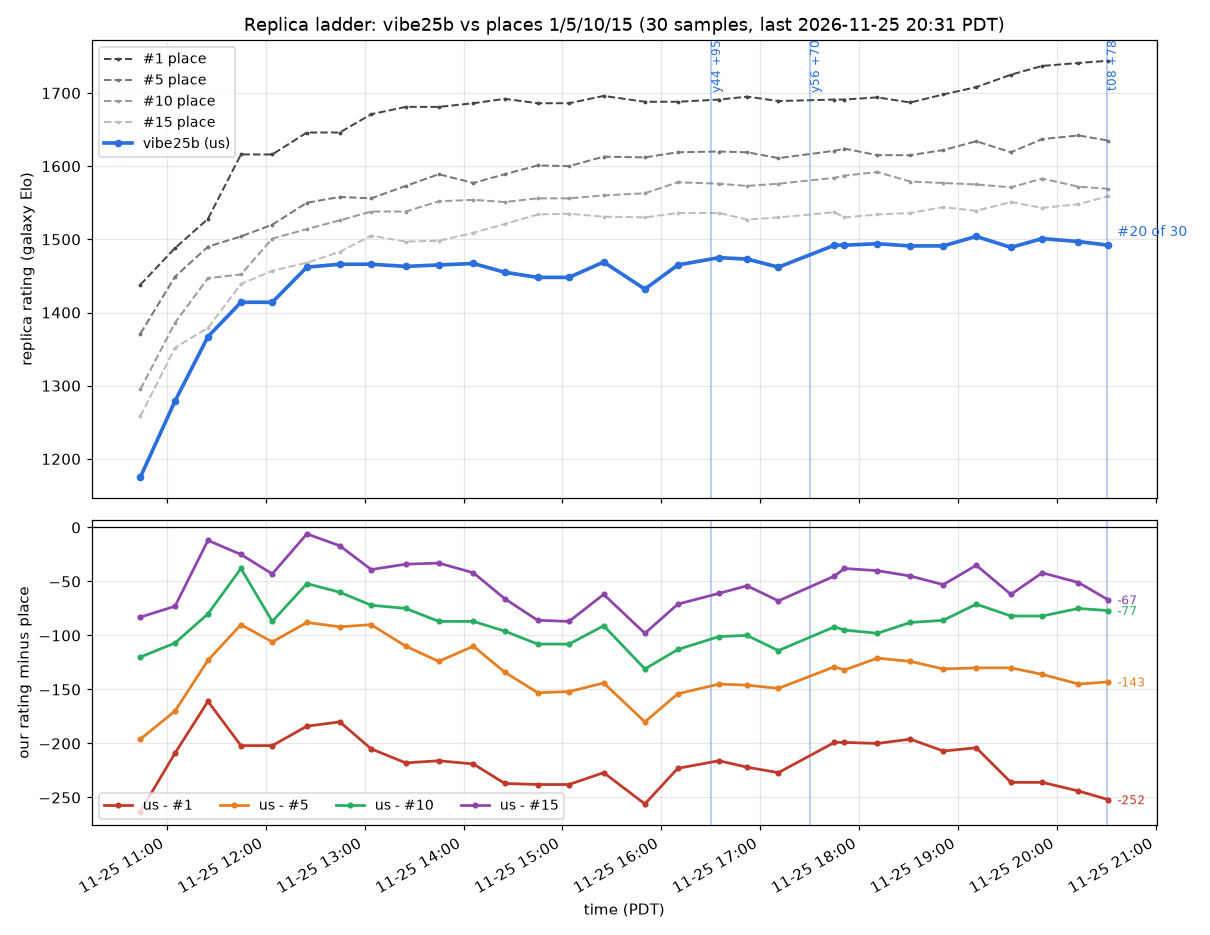 Replica ladder: vibe25b vs places 1/5/10/15 (30 samples, last 2026-11-25 20:31 PDT)
#1 place
#5 place
#10 place
#15 place
vibe25b (us)
y44 +95
y56 +70
t08 +78
#20 of 30
replica rating (galaxy Elo)
1700
1600
1500
1400
1300
1200
our rating minus place
0
−50
−100
−150
−200
−250
-67
-77
-143
-252
us - #1
us - #5
us - #10
us - #15
11-25 11:00
11-25 12:00
11-25 13:00
11-25 14:00
11-25 15:00
11-25 16:00
11-25 17:00
11-25 18:00
11-25 19:00
11-25 20:00
11-25 21:00
time (PDT)